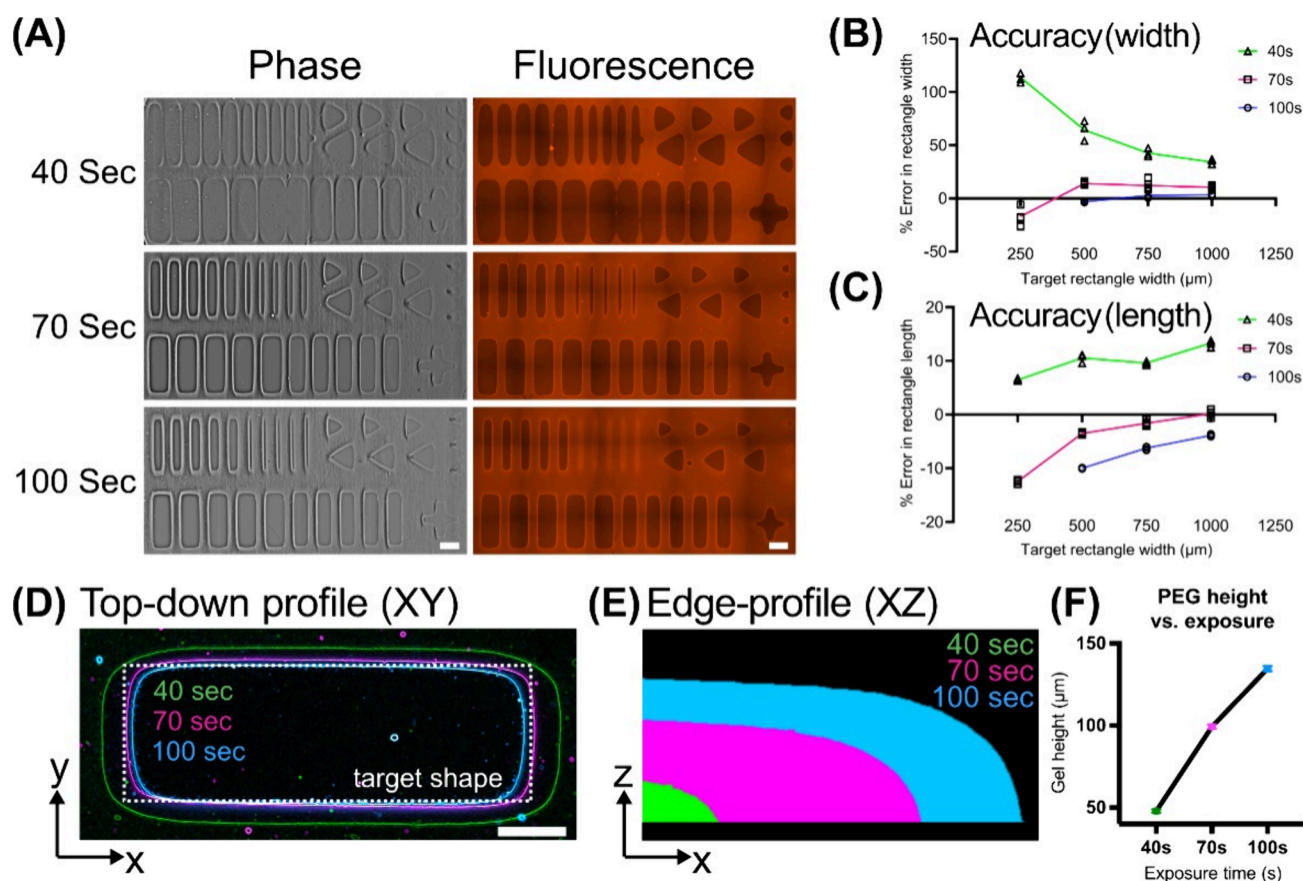 (A)
Phase
Fluorescence
40 Sec
70 Sec
100 Sec
(B)
Accuracy (width)
40s
70s
100s
% Error in rectangle width
150
100
50
0
-50
250 500 750 1000 1250
Target rectangle width (µm)
(C)
Accuracy (length)
40s
70s
100s
% Error in rectangle length
20
10
0
-10
-20
250 500 750 1000 1250
Target rectangle width (µm)
(D) Top-down profile (XY)
40 sec
70 sec
100 sec
target shape
y
x
(E) Edge-profile (XZ)
40 sec
70 sec
100 sec
z
x
(F)
PEG height
vs. exposure
Gel height (µm)
150
100
50
40s 70s 100s
Exposure time (s)